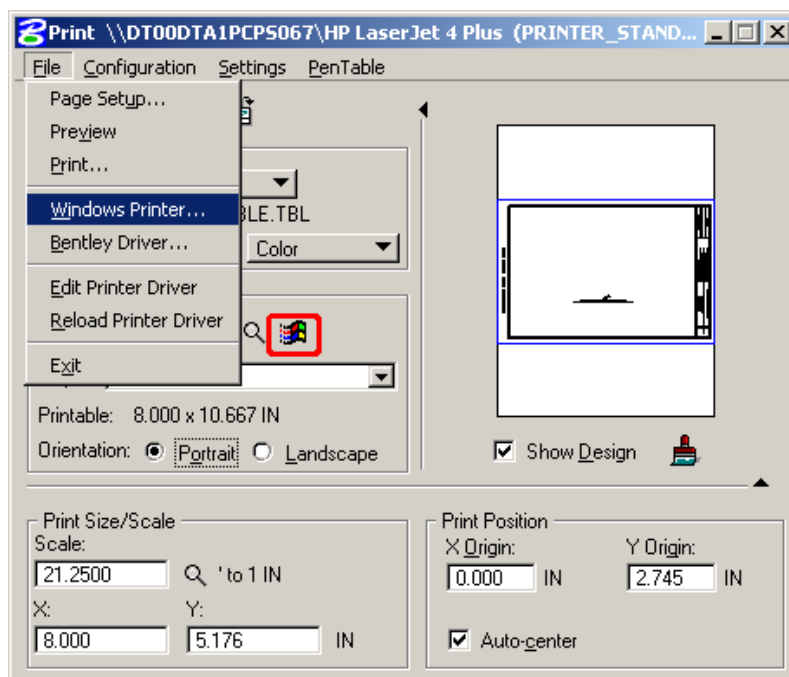 Print \\DT00DTA1PCPS067\HP LaserJet 4 Plus (PRINTER_STAND...
File Configuration Settings PenTable
Page Setup...
Preview
Print...
Windows Printer...
BLE.TBL
Bentley Driver...
Color
Edit Printer Driver
Reload Printer Driver
Exit
Printable: 8.000 x 10.667 IN
Orientation: Portrait Landscape
Show Design
Print Size/Scale
Scale:
21.2500 ' to 1 IN
X: Y:
8.000 5.176 IN
Print Position
X Origin: Y Origin:
0.000 IN 2.745 IN
Auto-center